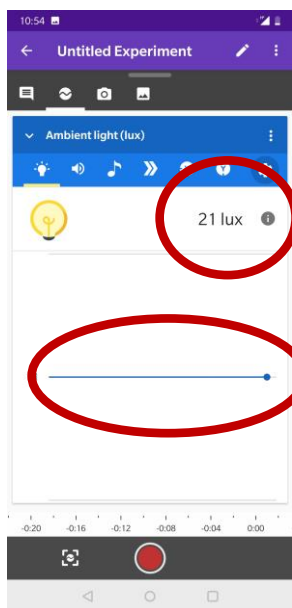 10:54
Untitled Experiment
Ambient light (lux)
21 lux
-0:20 -0:16 -0:12 -0:08 -0:04 0:00